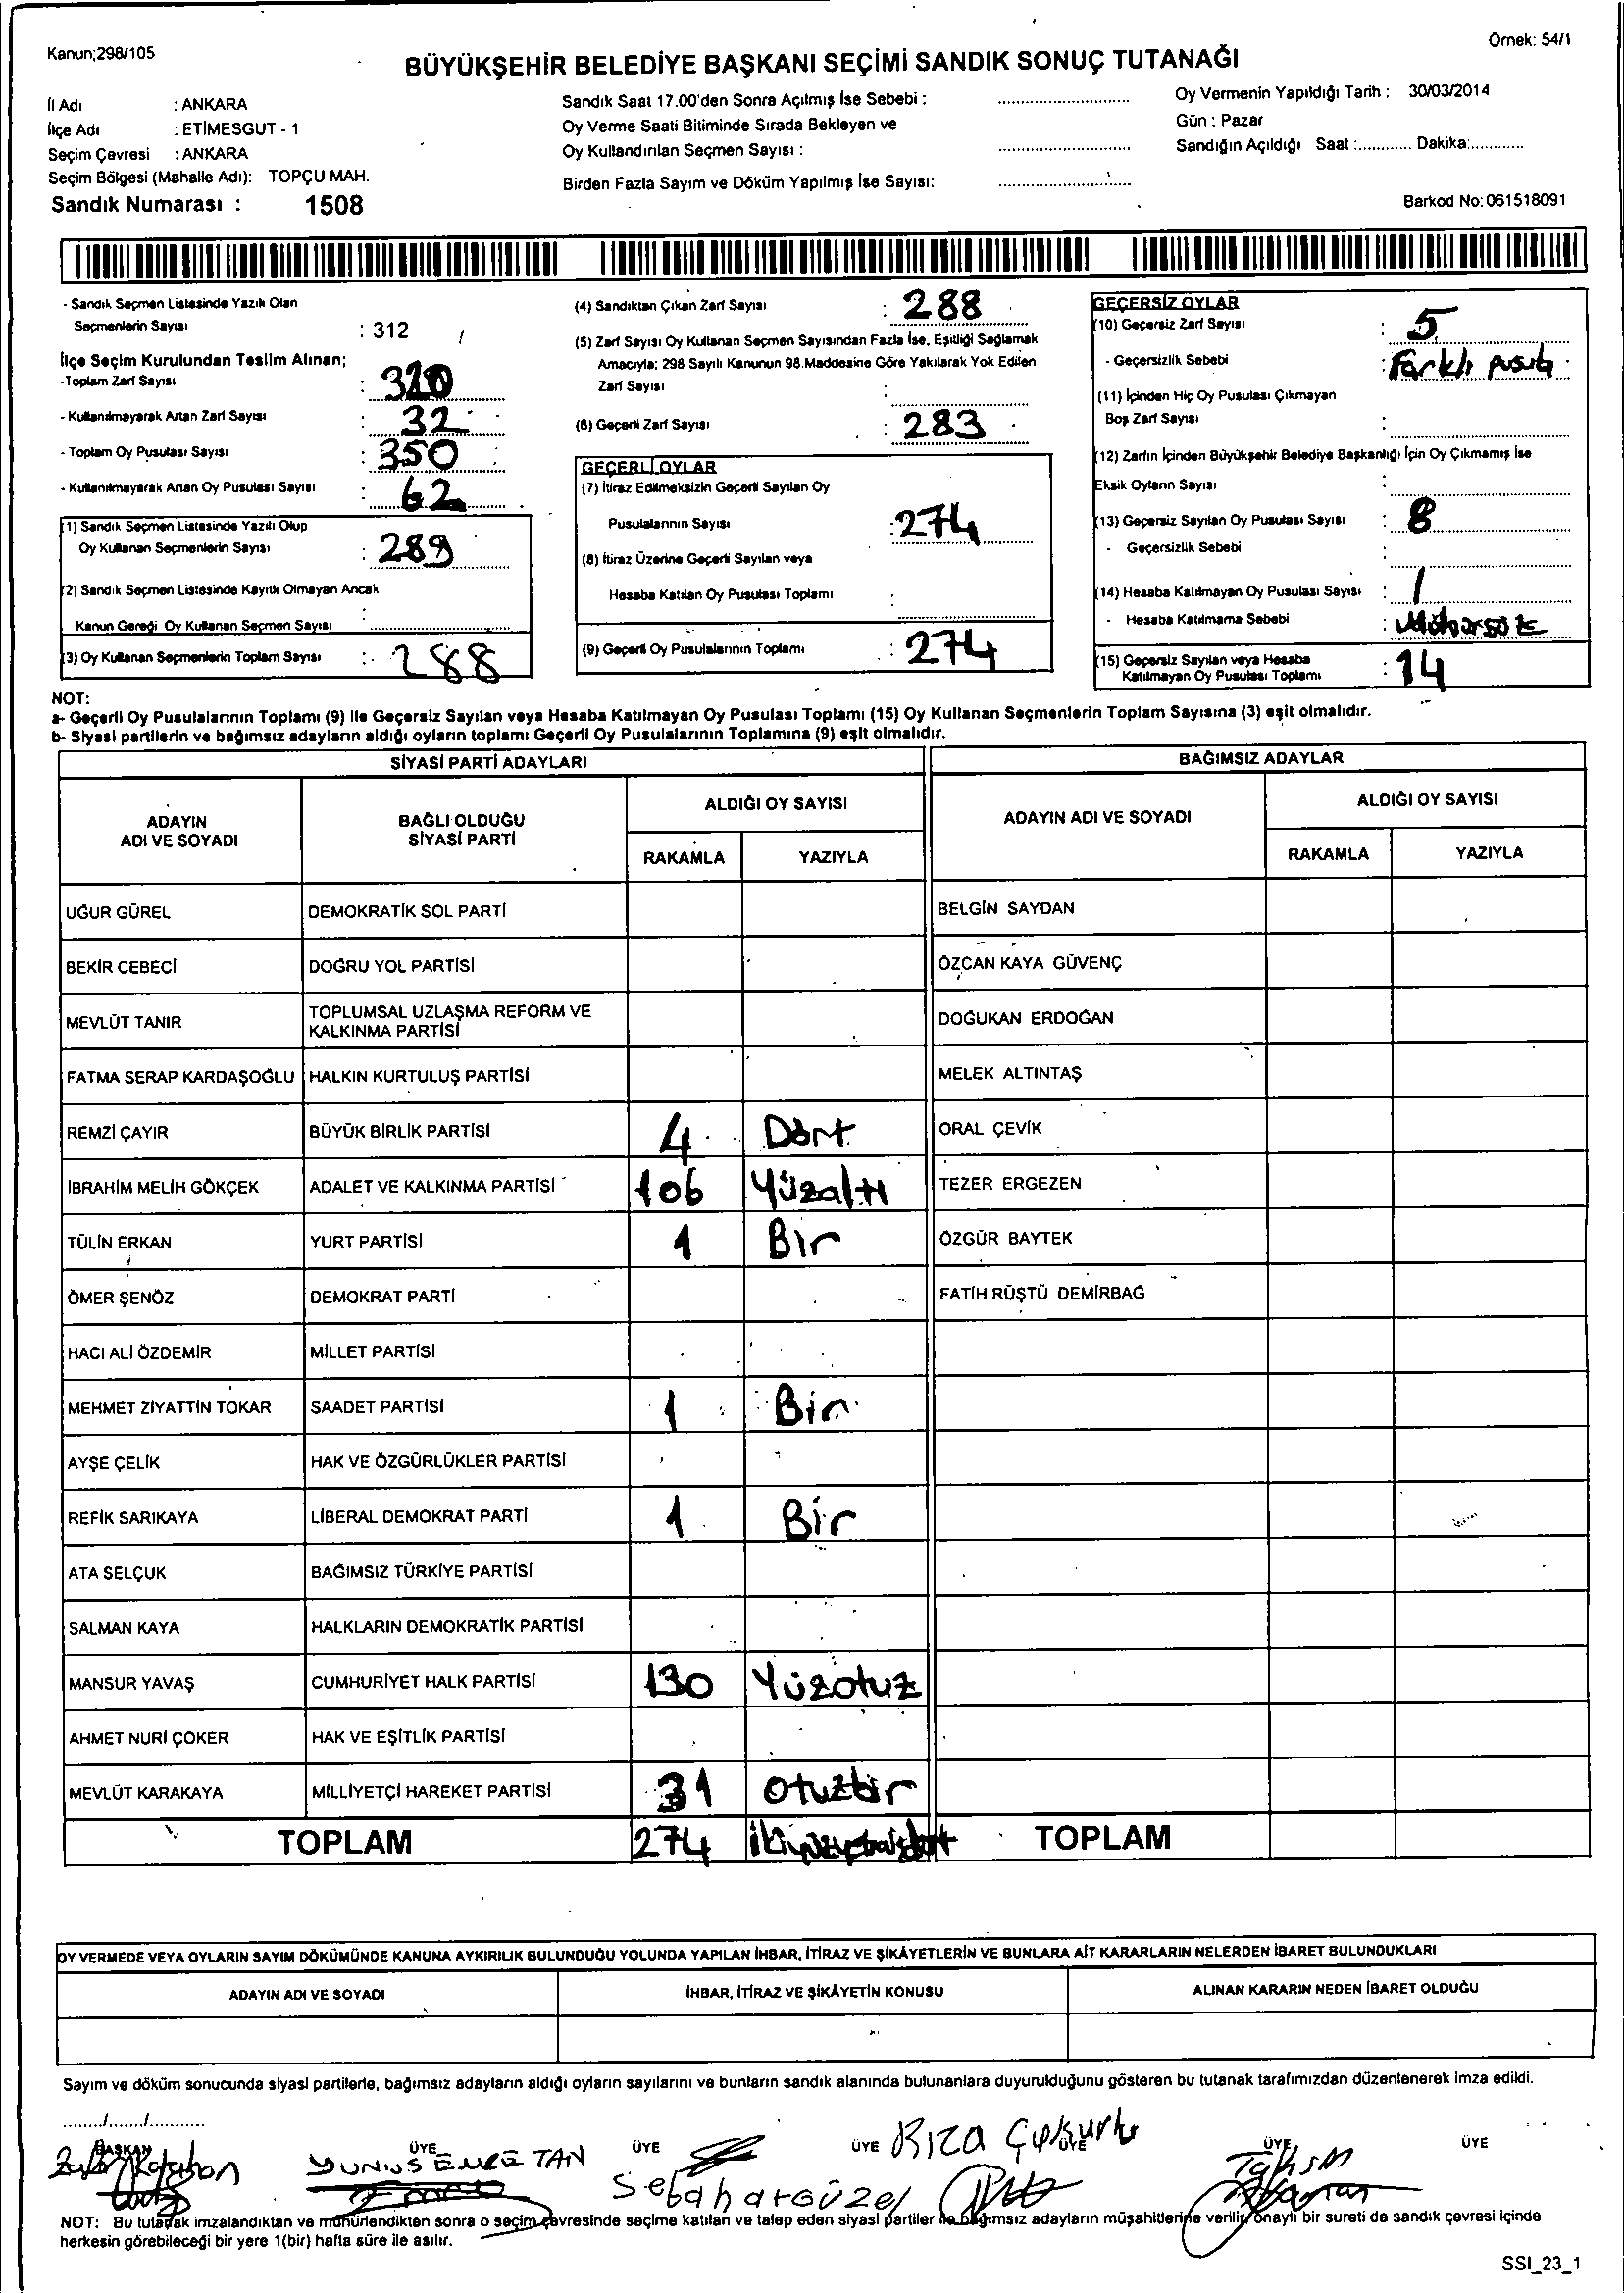 Kanun;298/105
Örnek: 54/1
BÜYÜKŞEHİR BELEDİYE BAŞKANI SEÇİMİ SANDIK SONUÇ TUTANAĞI
İl Adı : ANKARA
İlçe Adı : ETİMESGUT - 1
Seçim Çevresi : ANKARA
Seçim Bölgesi (Mahalle Adı): TOPÇU MAH.
Sandık Numarası : 1508
Sandık Saat 17.00'den Sonra Açılmış İse Sebebi :
Oy Verme Saati Bitiminde Sırada Bekleyen ve
Oy Kullandırılan Seçmen Sayısı :
Birden Fazla Sayım ve Döküm Yapılmış İse Sayısı:
Oy Vermenin Yapıldığı Tarih : 30/03/2014
Gün : Pazar
Sandığın Açıldığı Saat :............ Dakika:............
Barkod No:061518091
- Sandık Seçmen Listesinde Yazılı Olan
Seçmenlerin Sayısı : 312
İlçe Seçim Kurulundan Teslim Alınan;
-Toplam Zarf Sayısı : 320
- Kullanılmayarak Artan Zarf Sayısı : 32
- Toplam Oy Pusulası Sayısı : 350
- Kullanılmayarak Artan Oy Pusulası Sayısı : 62
(1) Sandık Seçmen Listesinde Yazılı Olup
Oy Kullanan Seçmenlerin Sayısı : 289
(2) Sandık Seçmen Listesinde Kayıtlı Olmayan Ancak
Kanun Gereği Oy Kullanan Seçmen Sayısı :
(3) Oy Kullanan Seçmenlerin Toplam Sayısı : 288
(4) Sandıktan Çıkan Zarf Sayısı : 288
(5) Zarf Sayısı Oy Kullanan Seçmen Sayısından Fazla İse, Eşitliği Sağlamak
Amacıyla; 298 Sayılı Kanunun 98.Maddesine Göre Yakılarak Yok Edilen
Zarf Sayısı :
(6) Geçerli Zarf Sayısı : 283
GEÇERLİ OYLAR
(7) İtiraz Edilmeksizin Geçerli Sayılan Oy
Pusulalarının Sayısı : 274
(8) İtiraz Üzerine Geçerli Sayılan veya
Hesaba Katılan Oy Pusulası Toplamı :
(9) Geçerli Oy Pusulalarının Toplamı : 274
GEÇERSİZ OYLAR
(10) Geçersiz Zarf Sayısı : 5
- Geçersizlik Sebebi : Farklı pusula
(11) İçinden Hiç Oy Pusulası Çıkmayan
Boş Zarf Sayısı :
(12) Zarfın İçinden Büyükşehir Belediye Başkanlığı İçin Oy Çıkmamış İse
Eksik Oyların Sayısı :
(13) Geçersiz Sayılan Oy Pusulası Sayısı : 8
- Geçersizlik Sebebi :
(14) Hesaba Katılmayan Oy Pusulası Sayısı : 1
- Hesaba Katılmama Sebebi : Mühürsüz
(15) Geçersiz Sayılan veya Hesaba
Katılmayan Oy Pusulası Toplamı : 14
NOT:
a- Geçerli Oy Pusulalarının Toplamı (9) ile Geçersiz Sayılan veya Hesaba Katılmayan Oy Pusulası Toplamı (15) Oy Kullanan Seçmenlerin Toplam Sayısına (3) eşit olmalıdır.
b- Siyasi partilerin ve bağımsız adayların aldığı oyların toplamı Geçerli Oy Pusulalarının Toplamına (9) eşit olmalıdır.
SİYASİ PARTİ ADAYLARI
BAĞIMSIZ ADAYLAR
ADAYIN
ADI VE SOYADI
BAĞLI OLDUĞU
SİYASİ PARTİ
ALDIĞI OY SAYISI
RAKAMLA YAZIYLA
ADAYIN ADI VE SOYADI
ALDIĞI OY SAYISI
RAKAMLA YAZIYLA
UĞUR GÜREL DEMOKRATİK SOL PARTİ BELGİN SAYDAN
BEKİR CEBECİ DOĞRU YOL PARTİSİ ÖZCAN KAYA GÜVENÇ
MEVLÜT TANIR TOPLUMSAL UZLAŞMA REFORM VE
KALKINMA PARTİSİ DOĞUKAN ERDOĞAN
FATMA SERAP KARDAŞOĞLU HALKIN KURTULUŞ PARTİSİ MELEK ALTINTAŞ
REMZİ ÇAYIR BÜYÜK BİRLİK PARTİSİ 4 Dört ORAL ÇEVİK
İBRAHİM MELİH GÖKÇEK ADALET VE KALKINMA PARTİSİ 106 Yüzaltı TEZER ERGEZEN
TÜLİN ERKAN YURT PARTİSİ 1 Bir ÖZGÜR BAYTEK
ÖMER ŞENÖZ DEMOKRAT PARTİ FATİH RÜŞTÜ DEMİRBAĞ
HACI ALİ ÖZDEMİR MİLLET PARTİSİ
MEHMET ZİYATTİN TOKAR SAADET PARTİSİ 1 Bir
AYŞE ÇELİK HAK VE ÖZGÜRLÜKLER PARTİSİ
REFİK SARIKAYA LİBERAL DEMOKRAT PARTİ 1 Bir
ATA SELÇUK BAĞIMSIZ TÜRKİYE PARTİSİ
SALMAN KAYA HALKLARIN DEMOKRATİK PARTİSİ
MANSUR YAVAŞ CUMHURİYET HALK PARTİSİ 130 Yüzotuz
AHMET NURİ ÇOKER HAK VE EŞİTLİK PARTİSİ
MEVLÜT KARAKAYA MİLLİYETÇİ HAREKET PARTİSİ 31 otuzbir
TOPLAM 274 TOPLAM
OY VERMEDE VEYA OYLARIN SAYIM DÖKÜMÜNDE KANUNA AYKIRILIK BULUNDUĞU YOLUNDA YAPILAN İHBAR, İTİRAZ VE ŞİKÂYETLERİN VE BUNLARA AİT KARARLARIN NELERDEN İBARET BULUNDUKLARI
ADAYIN ADI VE SOYADI İHBAR, İTİRAZ VE ŞİKÂYETİN KONUSU ALINAN KARARIN NEDEN İBARET OLDUĞU
Sayım ve döküm sonucunda siyasi partilerle, bağımsız adayların aldığı oyların sayılarını ve bunların sandık alanında bulunanlara duyurulduğunu gösteren bu tutanak tarafımızdan düzenlenerek imza edildi.
......../......../............
BAŞKAN ÜYE ÜYE ÜYE ÜYE ÜYE ÜYE
YUNUS EMRE TAN
Rıza
Sebahat Güzel
NOT: Bu tutanak imzalandıktan ve mühürlendikten sonra o seçim çevresinde seçime katılan ve talep eden siyasi partiler ile bağımsız adayların müşahitlerine verilir, onaylı bir sureti de sandık çevresi içinde
herkesin görebileceği bir yere 1(bir) hafta süre ile asılır.
SSI_23_1